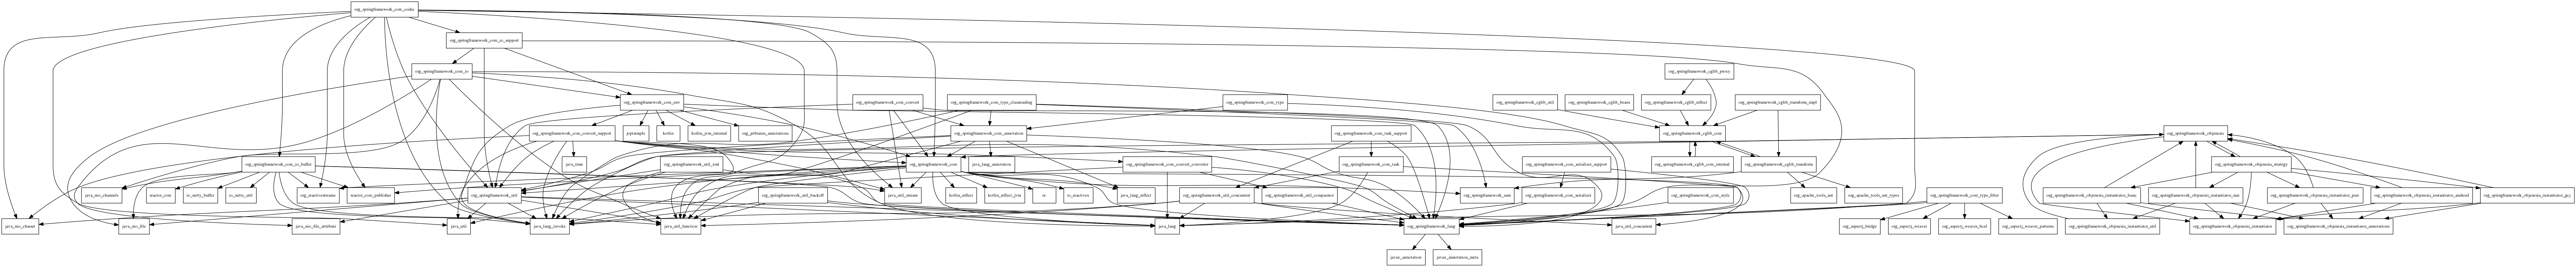 org_springframework_core_codec
org_springframework_core_io_support
org_springframework_core_io
org_springframework_cglib_proxy
org_springframework_core_env
org_springframework_core_convert
org_springframework_core_type_classreading
org_springframework_core_type
org_springframework_cglib_util
org_springframework_cglib_beans
org_springframework_cglib_reflect
org_springframework_cglib_transform_impl
org_springframework_core_convert_support
joptsimple
kotlin
kotlin_jvm_internal
org_jetbrains_annotations
org_springframework_core_annotation
org_springframework_core_task_support
org_springframework_cglib_core
org_springframework_objenesis
org_springframework_core_io_buffer
java_time
org_springframework_util_xml
org_springframework_core
java_lang_annotation
org_springframework_core_convert_converter
org_springframework_core_task
org_springframework_core_serializer_support
org_springframework_cglib_core_internal
org_springframework_cglib_transform
org_springframework_objenesis_strategy
java_nio_channels
reactor_core
io_netty_buffer
io_netty_util
org_reactivestreams
reactor_core_publisher
org_springframework_util
org_springframework_util_backoff
java_util_stream
kotlin_reflect
kotlin_reflect_jvm
rx
io_reactivex
java_lang_reflect
org_springframework_util_concurrent
org_springframework_util_comparator
org_springframework_asm
org_springframework_core_serializer
org_springframework_core_style
org_apache_tools_ant
org_apache_tools_ant_types
org_springframework_core_type_filter
org_springframework_objenesis_instantiator_basic
org_springframework_objenesis_instantiator_sun
org_springframework_objenesis_instantiator_perc
org_springframework_objenesis_instantiator_android
org_springframework_objenesis_instantiator_gcj
java_nio_charset
java_nio_file
java_nio_file_attribute
java_util
java_lang_invoke
java_util_function
java_lang
org_springframework_lang
java_util_concurrent
org_aspectj_bridge
org_aspectj_weaver
org_aspectj_weaver_bcel
org_aspectj_weaver_patterns
org_springframework_objenesis_instantiator_util
org_springframework_objenesis_instantiator
org_springframework_objenesis_instantiator_annotations
javax_annotation
javax_annotation_meta